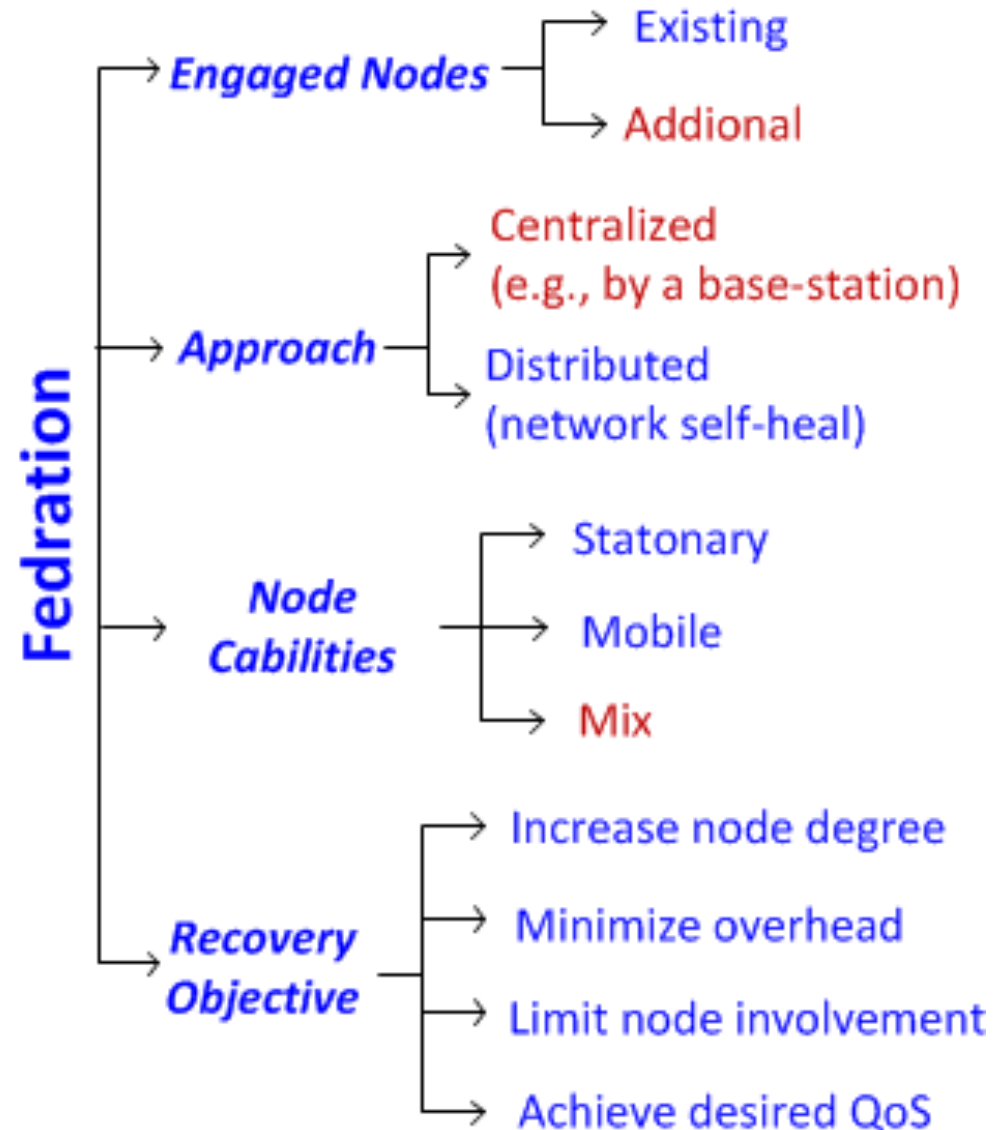 Fedration
Engaged Nodes
Existing
Addional
Approach
Centralized
(e.g., by a base-station)
Distributed
(network self-heal)
Node
Cabilities
Statonary
Mobile
Mix
Recovery
Objective
Increase node degree
Minimize overhead
Limit node involvement
Achieve desired QoS